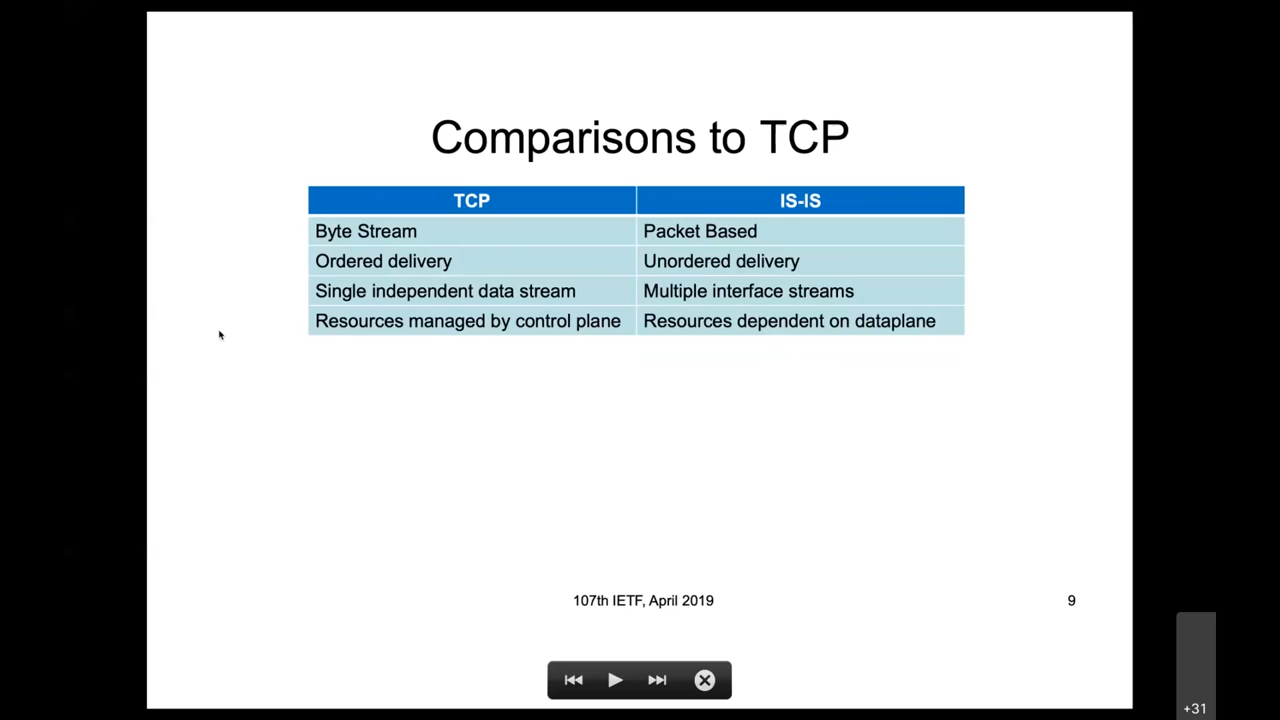 Comparisons to TCP
TCP IS-IS
Byte Stream Packet Based
Ordered delivery Unordered delivery
Single independent data stream Multiple interface streams
Resources managed by control plane Resources dependent on dataplane
107th IETF, April 2019 9
+31